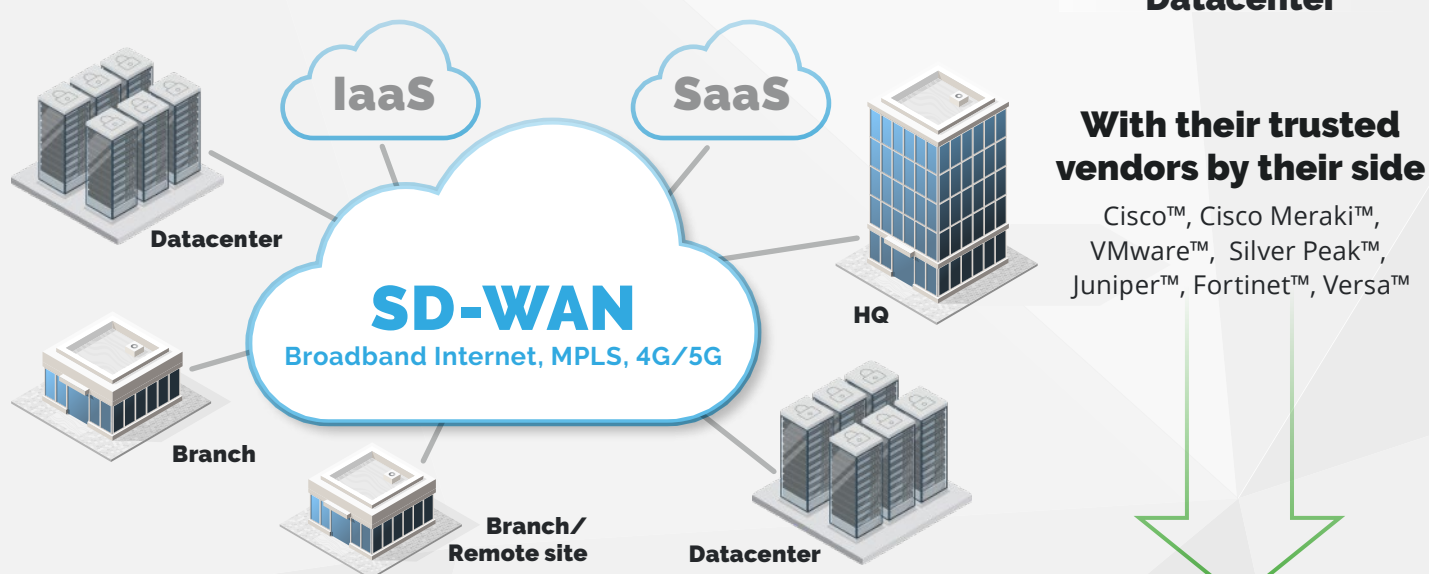 Datacenter
IaaS
SaaS
With their trusted
vendors by their side
Cisco™, Cisco Meraki™,
VMware™, Silver Peak™,
Juniper™, Fortinet™, Versa™
Datacenter
SD-WAN
Broadband Internet, MPLS, 4G/5G
HQ
Branch
Branch/
Remote site
Datacenter